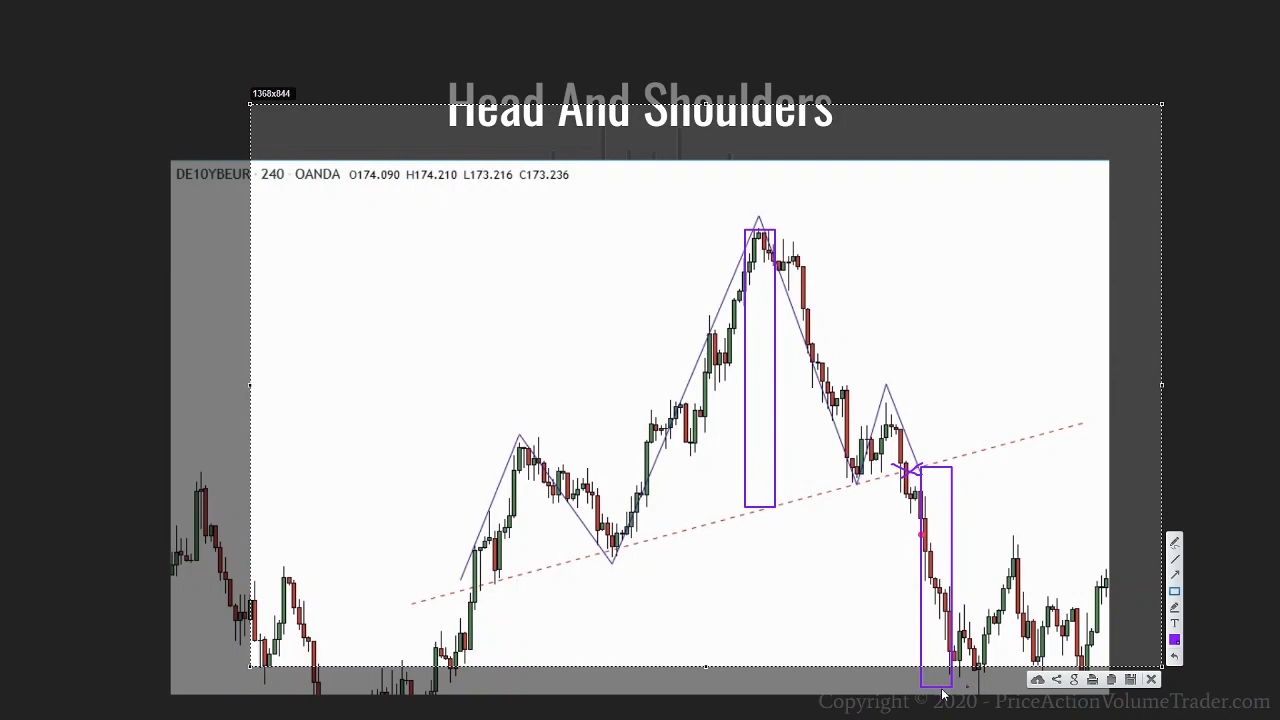 1368x844
Head And Shoulders
DE10YBEUR · 240 · OANDA O174.090 H174.210 L173.216 C173.236
T
Copyright © 2020 - PriceActionVolumeTrader.com